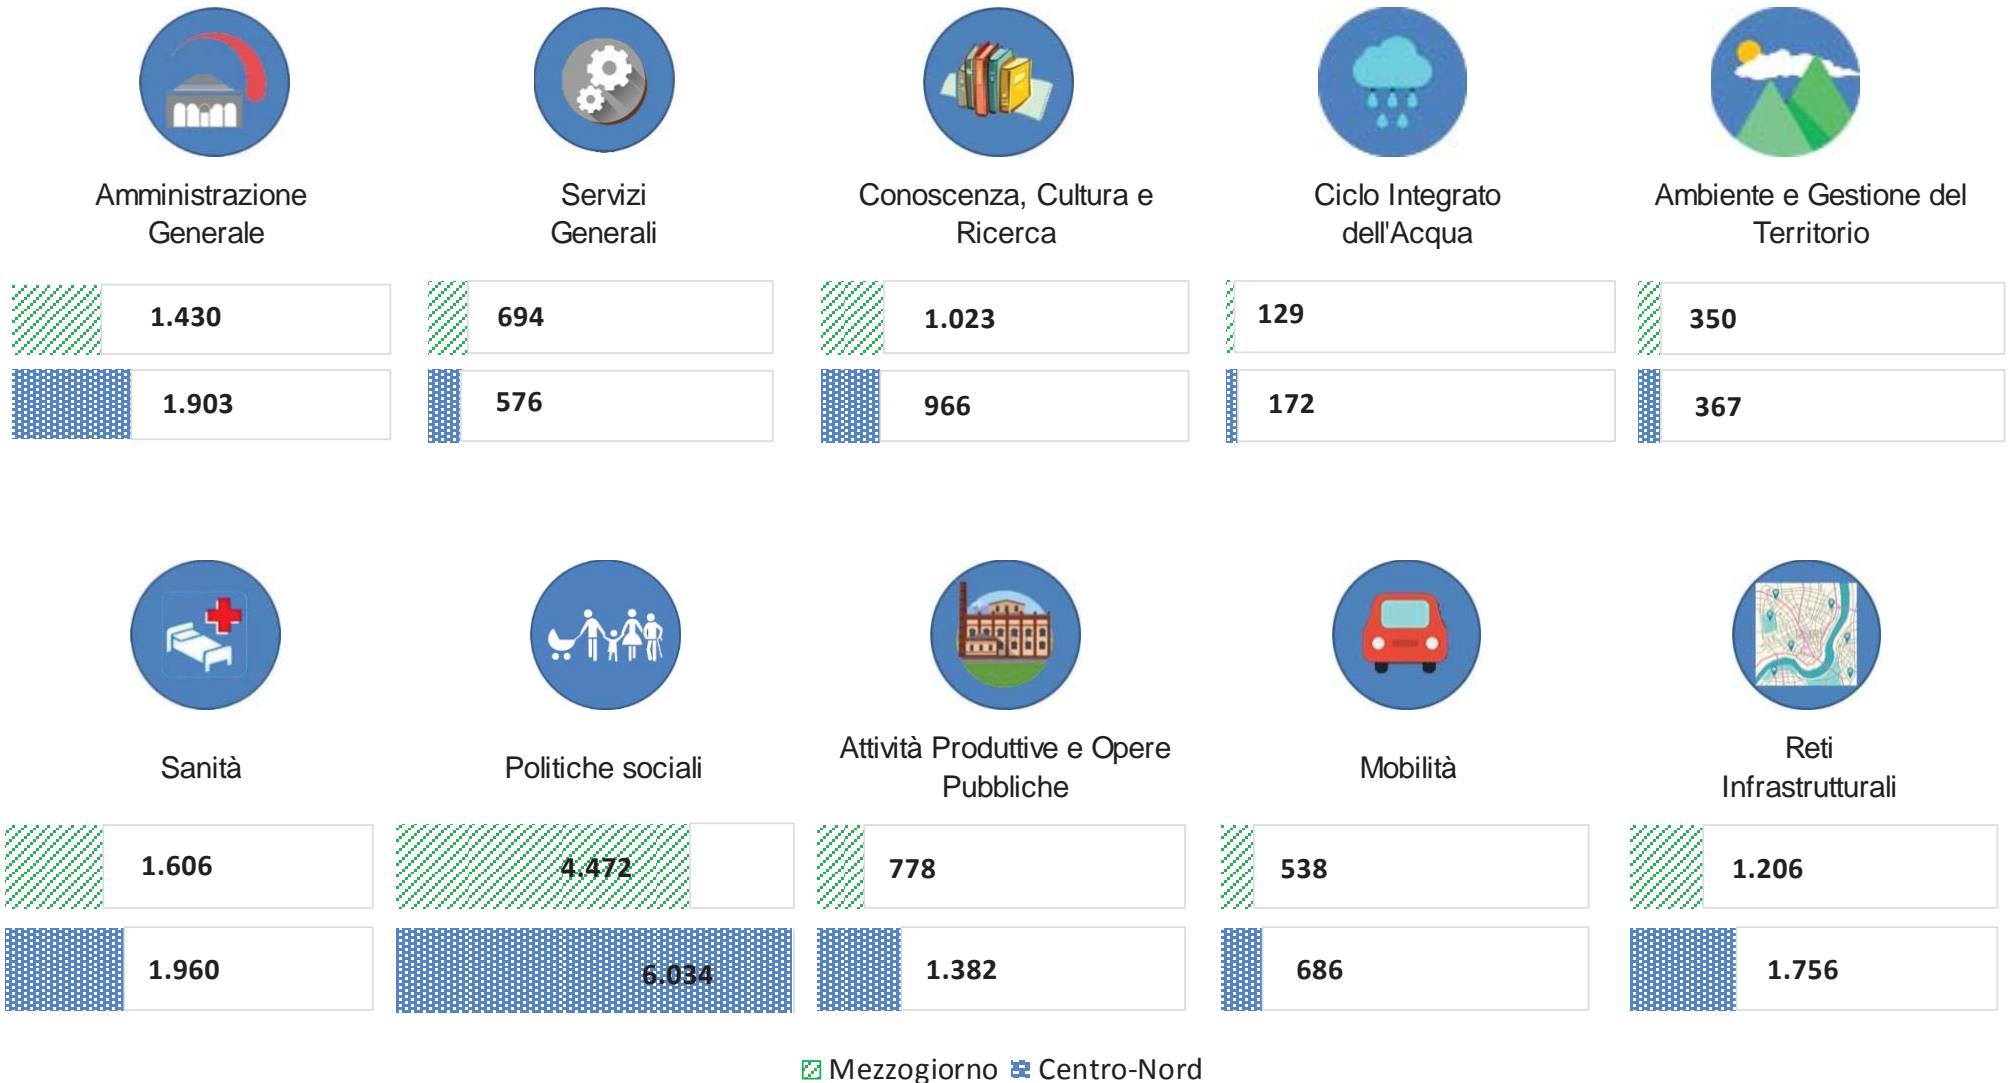 Amministrazione
Generale
1.430
1.903
Servizi
Generali
694
576
Conoscenza, Cultura e
Ricerca
1.023
966
Ciclo Integrato
dell'Acqua
129
172
Ambiente e Gestione del
Territorio
350
367
Sanità
1.606
1.960
Politiche sociali
4.472
6.034
Attività Produttive e Opere
Pubbliche
778
1.382
Mobilità
538
686
Reti
Infrastrutturali
1.206
1.756
Mezzogiorno Centro-Nord